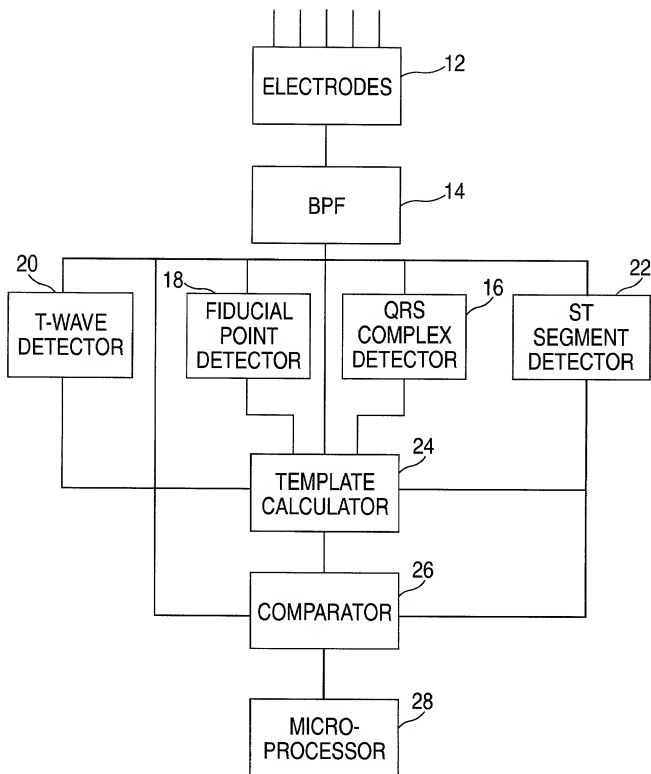 ELECTRODES
12
BPF
14
20
T-WAVE
DETECTOR
18
FIDUCIAL
POINT
DETECTOR
QRS
COMPLEX
DETECTOR
16
22
ST
SEGMENT
DETECTOR
TEMPLATE
CALCULATOR
24
COMPARATOR
26
MICRO-
PROCESSOR
28